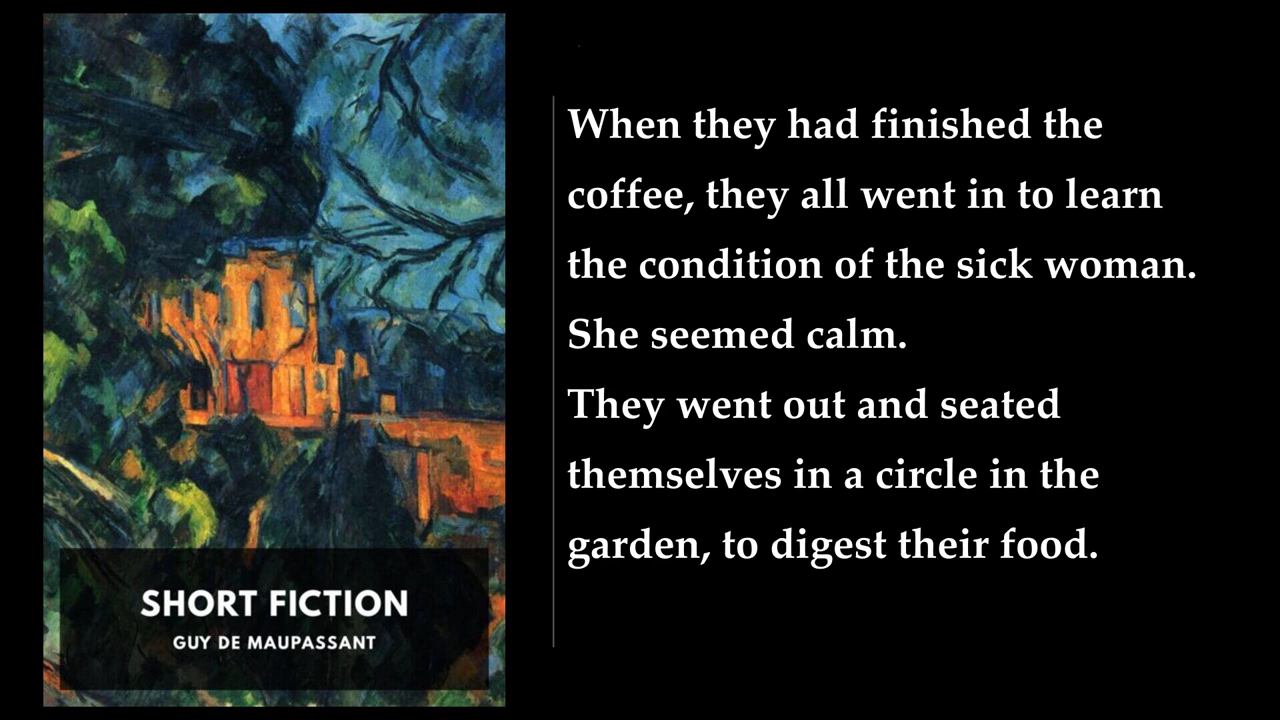 SHORT FICTION
GUY DE MAUPASSANT
When they had finished the
coffee, they all went in to learn
the condition of the sick woman.
She seemed calm.
They went out and seated
themselves in a circle in the
garden, to digest their food.